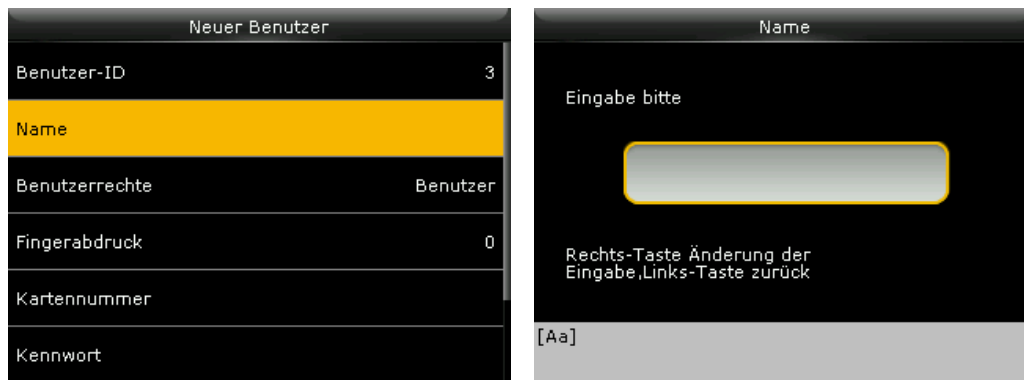 Neuer Benutzer
Benutzer-ID 3
Name
Benutzerrechte Benutzer
Fingerabdruck 0
Kartennummer
Kennwort
Name
Eingabe bitte
Rechts-Taste Änderung der
Eingabe,Links-Taste zurück
[Aa]